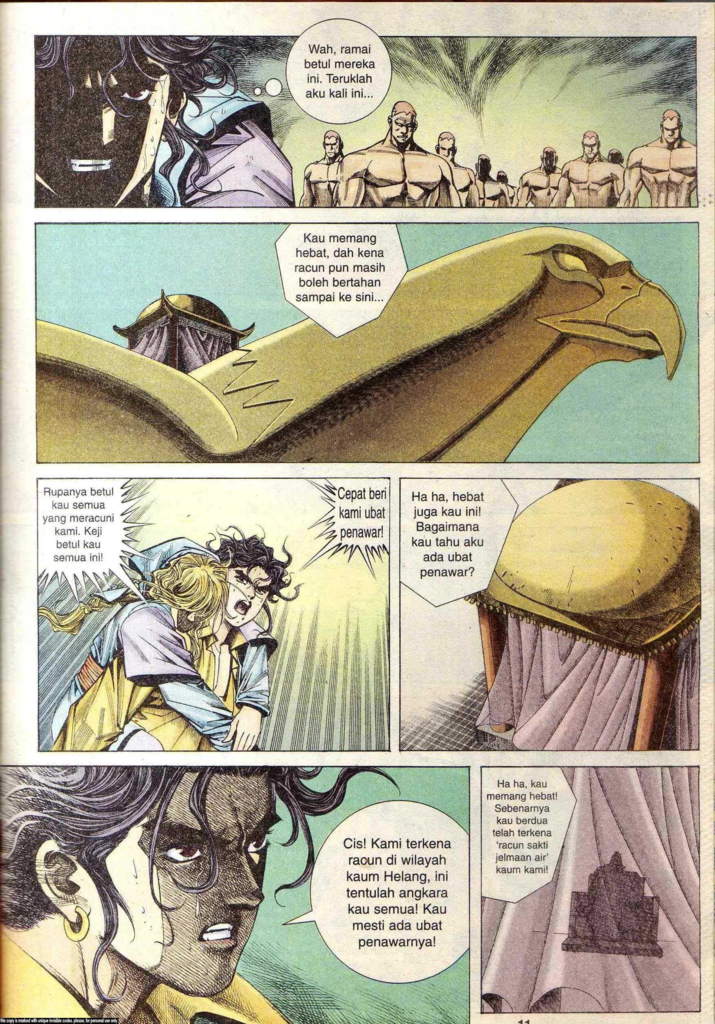 Wah, ramai
betul mereka
ini. Teruklah
aku kali ini...
Kau memang
hebat, dah kena
racun pun masih
boleh bertahan
sampai ke sini...
Rupanya betul
kau semua
yang meracuni
kami. Keji
betul kau
semua ini!
Cepat beri
kami ubat
penawar!
Ha ha, hebat
juga kau ini!
Bagaimana
kau tahu aku
ada ubat
penawar?
Cis! Kami terkena
raoun di wilayah
kaum Helang, ini
tentulah angkara
kau semua! Kau
mesti ada ubat
penawarnya!
Ha ha, kau
memang hebat!
Sebenarnya
kau berdua
telah terkena
'racun sakti
jelmaan air'
kaum kami!
11